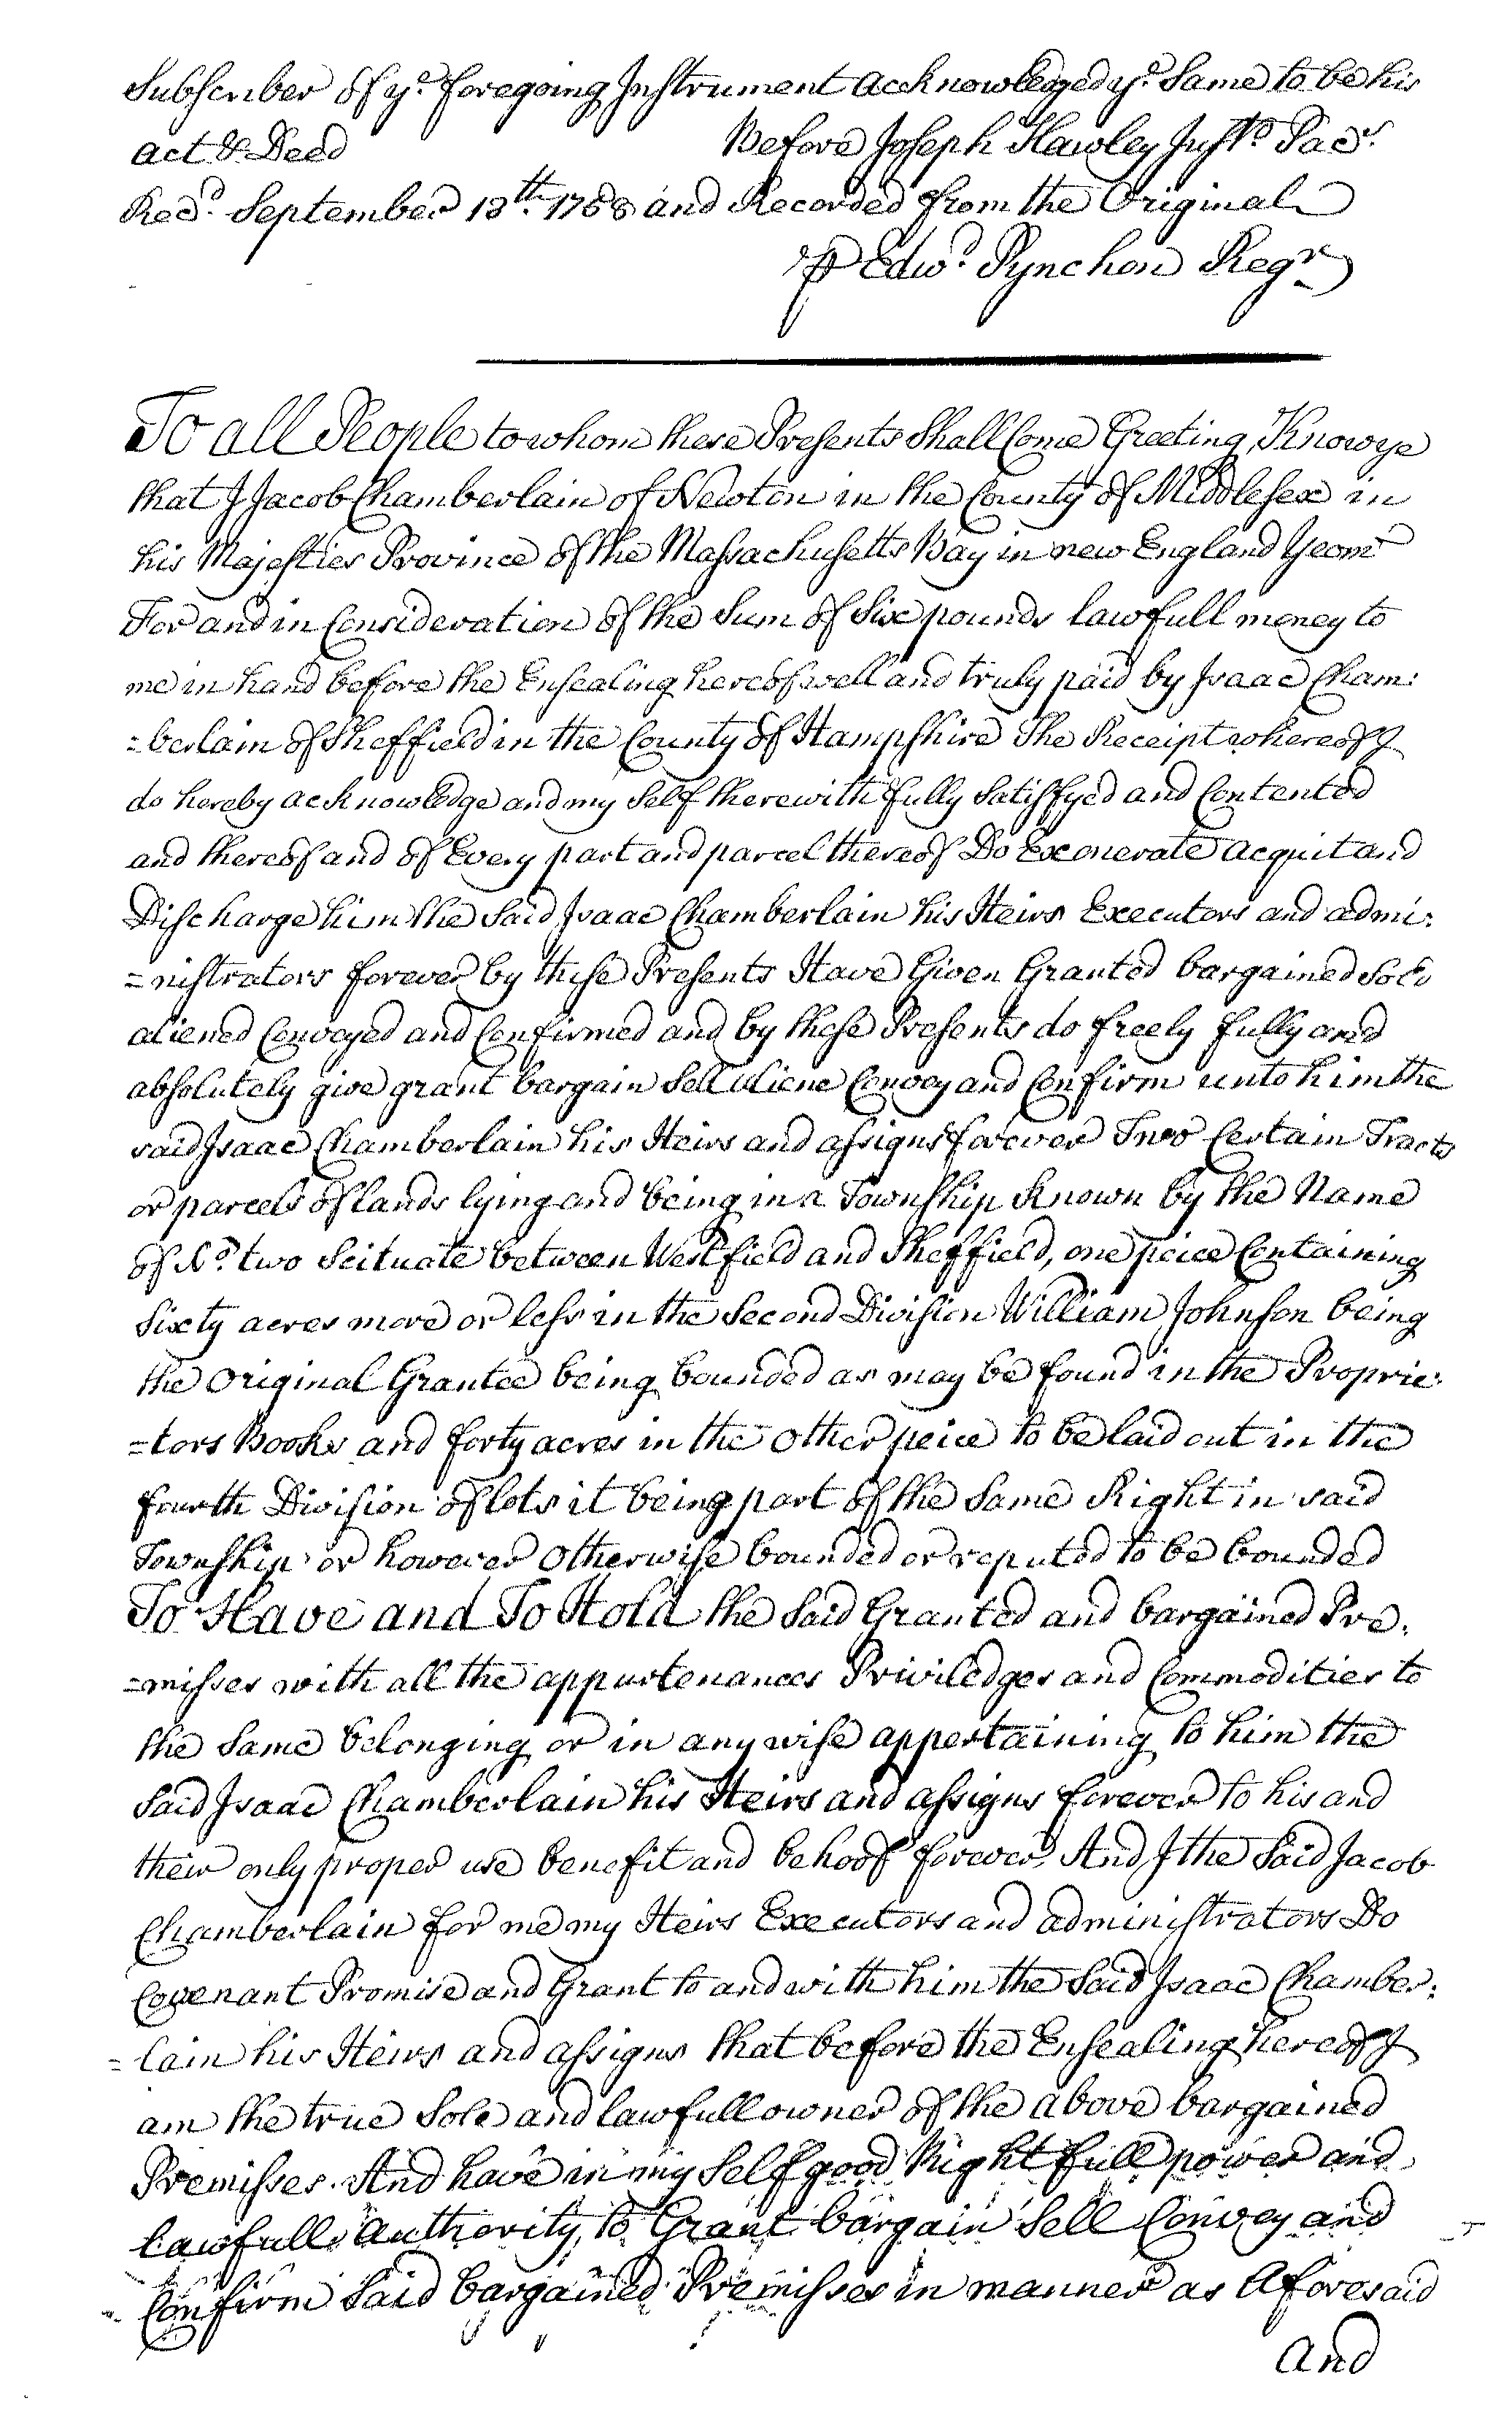 Subscriber of yᵉ foregoing Instrument acknowledged yᵉ Same to be his
act & Deed Before Joseph Hawley Justᵒ Pacˢ.
Recᵈ. September 13ᵗʰ. 1758 and Recorded from the Original
⅌ Edwᵈ Pynchon Regʳ
To all People to whom these Presents Shall Come Greeting, Know ye
that I Jacob Chamberlain of Newton in the County of Middlesex in
his Majesties Province of the Massachusetts Bay in new England Yeomⁿ
For and in Consideration of the Sum of Six pounds lawfull money to
me in hand before the Ensealing hereof well and truly paid by Isaac Cham:
=berlain of Sheffield in the County of Hampshire The Receipt whereof I
do hereby acknowledge and my Self therewith fully Satisfyed and Contented
and thereof and of Every part and parcel thereof Do Exonerate acquit and
Discharge him the Said Isaac Chamberlain his Heirs Executors and admi:
=nistrators forever by these Presents Have Given Granted bargained Sold
aliened Conveyed and Confirmed and by these Presents do freely fully and
absolutely give grant bargain Sell aliene Convey and Confirm unto him the
said Isaac Chamberlain his Heirs and assigns forever Two Certain Tracts
or parcels of lands lying and being in a Township Known by the Name
of Nᵒ two Scituate between Westfield and Sheffield, one peice Containing
Sixty acres more or less in the Second Division William Johnson being
the Original Grantee being bounded as may be found in the Proprie:
=tors Books and forty acres in the other peice to be laid out in the
fourth Division of lots it being part of the Same Right in said
Township or however otherwise bounded or reputed to be bounded
To Have and To Hold the Said Granted and bargained Pre:
=misses with all the appurtenances Priviledges and Commodities to
the Same belonging or in any wise appertaining to him the
Said Isaac Chamberlain his Heirs and assigns forever to his and
their only proper use benefit and behoof forever, And I the Said Jacob
Chamberlain for me my Heirs Executors and administrators Do
Covenant Promise and Grant to and with him the Said Isaac Chamber:
=lain his Heirs and assigns that before the Ensealing hereof I
am the true Sole and lawfull owner of the above bargained
Premisses. And have in my Self good Right full power and
lawfull Authority to Grant bargain Sell Convey and
Confirm Said bargained Premisses in manner as Aforesaid
and